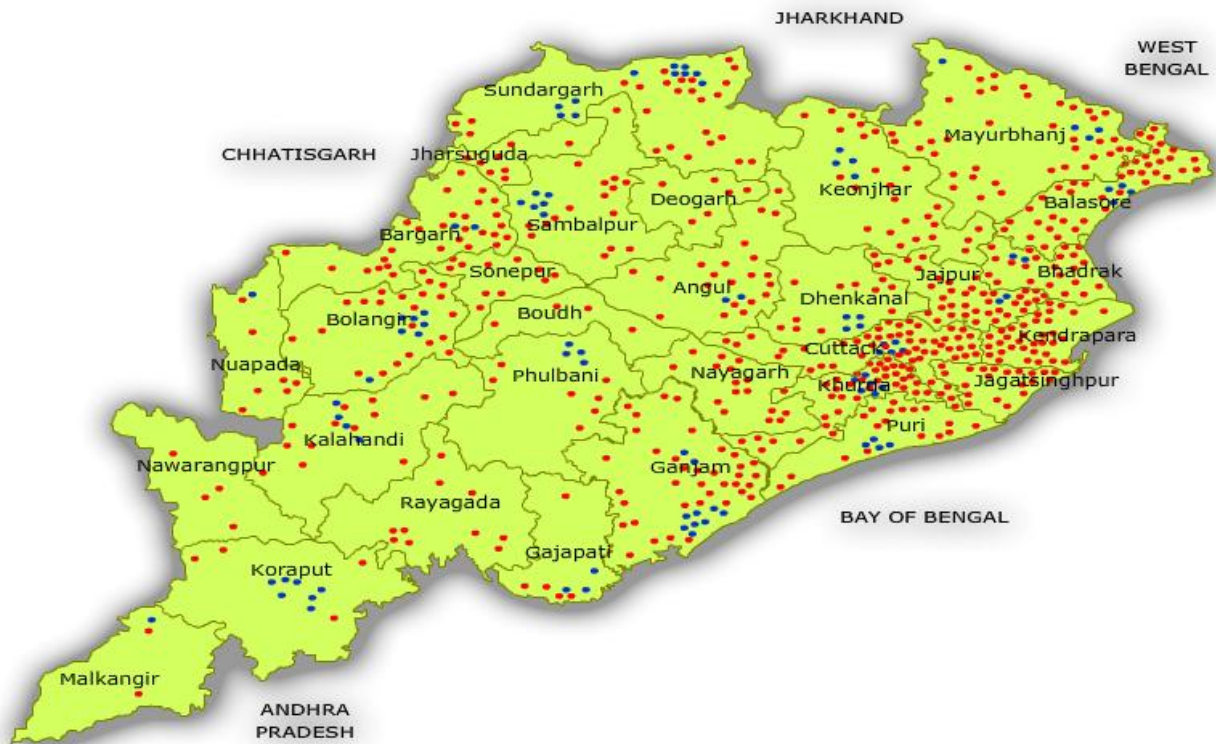 JHARKHAND
WEST
BENGAL
Sundargarh
Mayurbhanj
CHHATISGARH
Jharsuguda
Keonjhar
Deogarh
Balasore
Sambalpur
Bargarh
Sonepur
Jajpur
Bhadrak
Angul
Dhenkanal
Boudh
Bolangir
Kendrapara
Cuttack
Nuapada
Phulbani
Nayagarh
Khurda
Jagatsinghpur
Puri
Kalahandi
Nawarangpur
Ganjam
Rayagada
BAY OF BENGAL
Gajapati
Koraput
Malkangir
ANDHRA
PRADESH